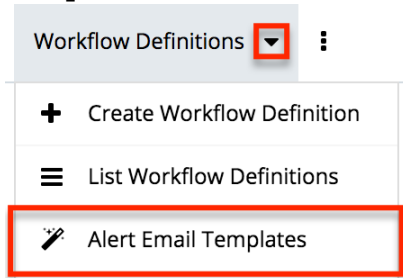 Workflow Definitions
Create Workflow Definition
List Workflow Definitions
Alert Email Templates